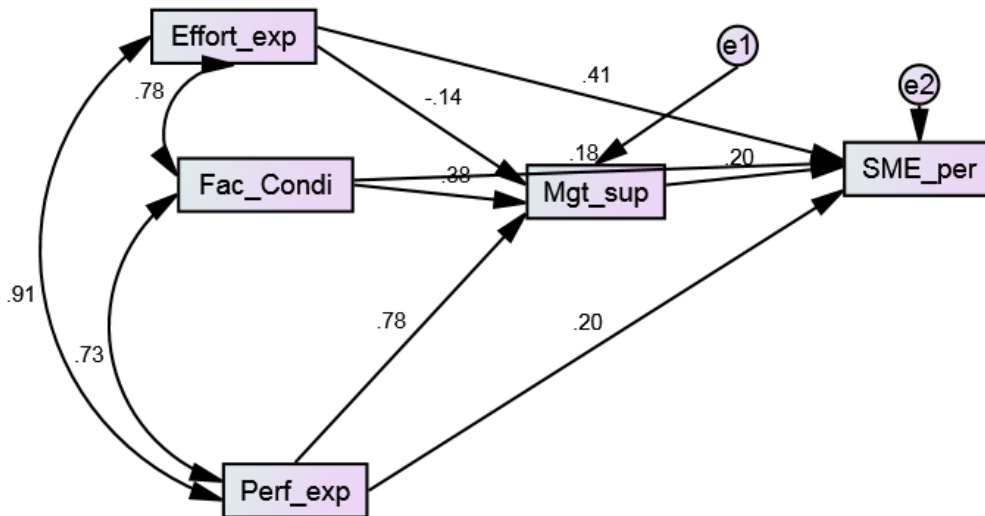 Effort_exp
e1
.41
e2
.78
-.14
.18
.20
SME_per
Fac_Condi
.38
Mgt_sup
.91
.78
.20
.73
Perf_exp